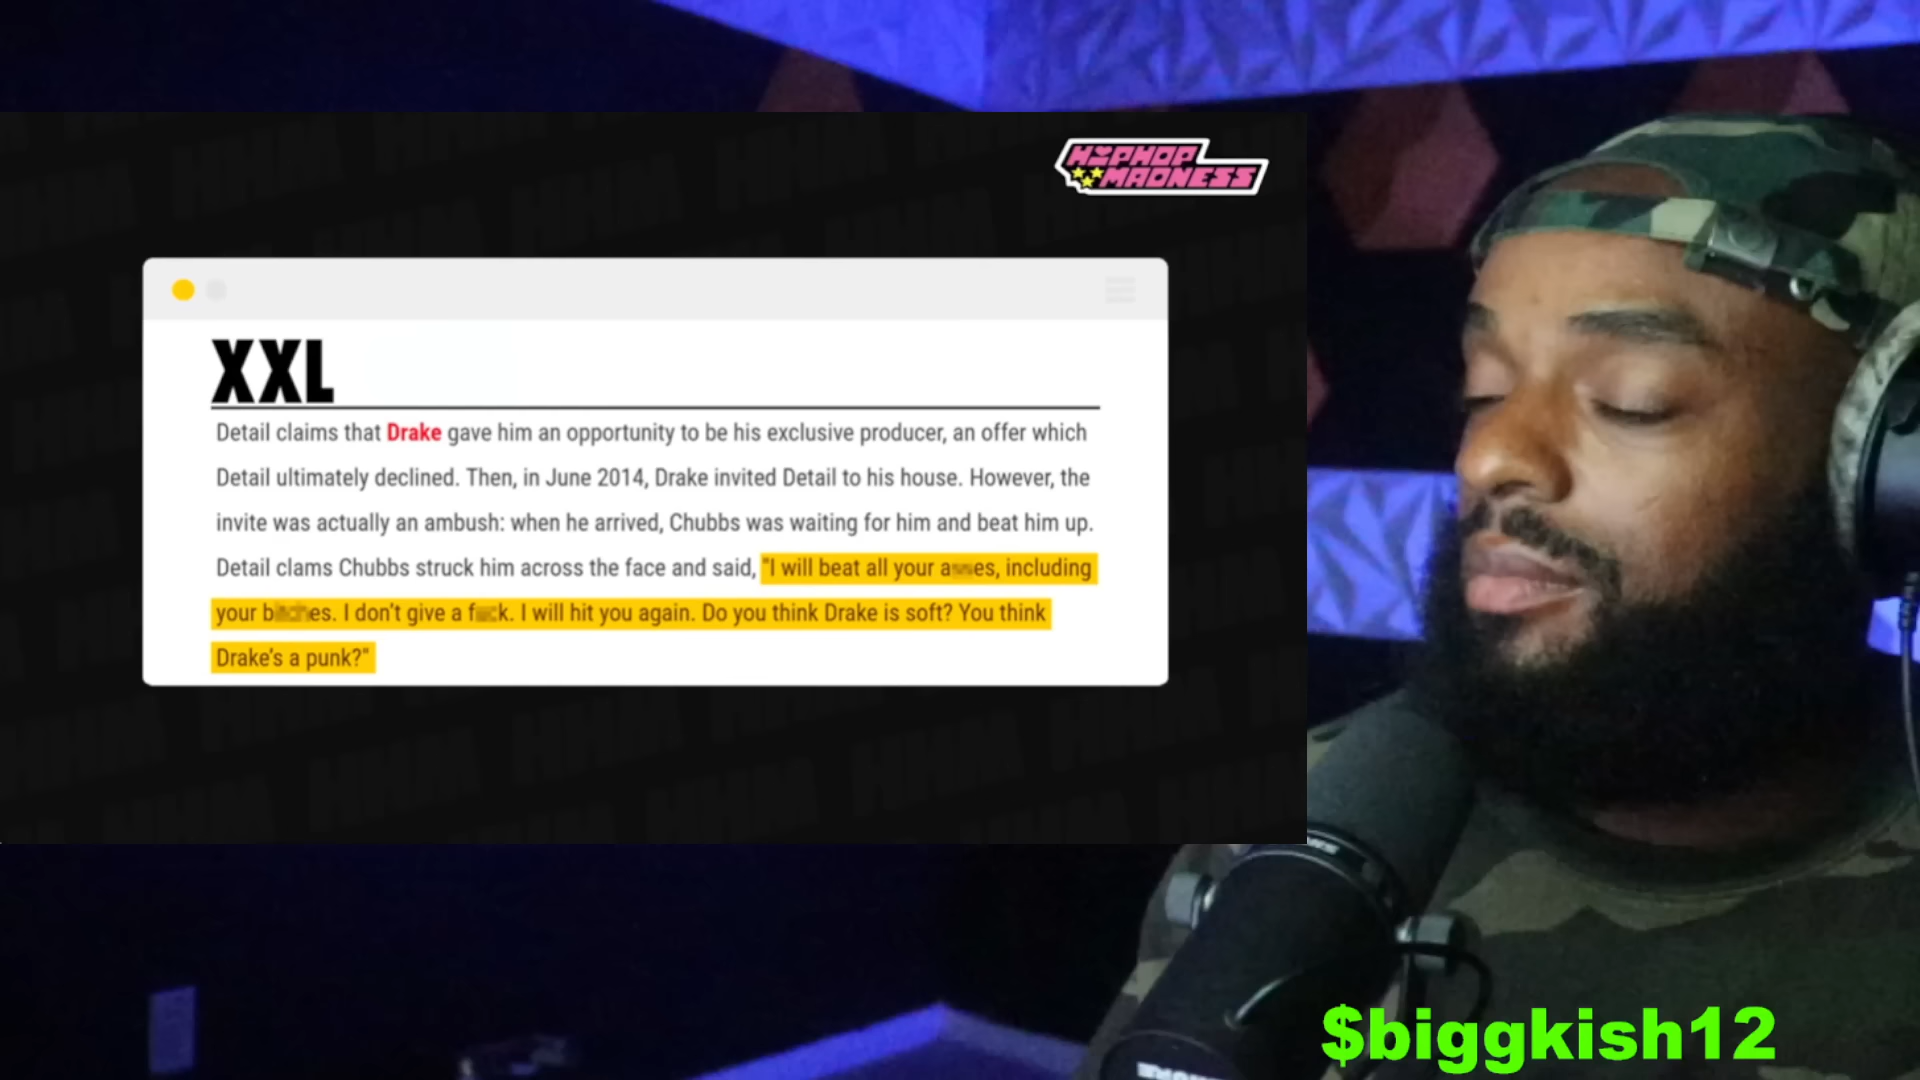 HIPHOP
MADNESS
XXL
Detail claims that Drake gave him an opportunity to be his exclusive producer, an offer which
Detail ultimately declined. Then, in June 2014, Drake invited Detail to his house. However, the
invite was actually an ambush: when he arrived, Chubbs was waiting for him and beat him up.
Detail clams Chubbs struck him across the face and said, "I will beat all your a es, including
your b es. I don't give a f k. I will hit you again. Do you think Drake is soft? You think
Drake's a punk?"
$biggkish12